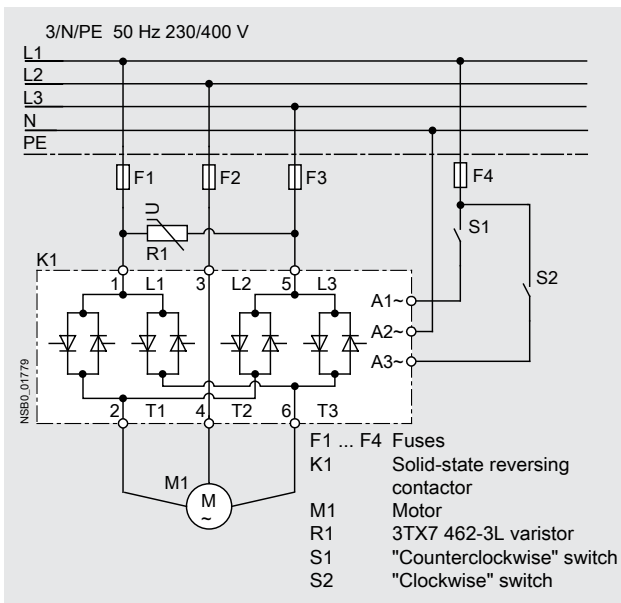 3/N/PE 50 Hz 230/400 V
L1
L2
L3
N
PE
F1 F2 F3 F4
S1
U
R1
S2
K1
1 L1 3 L2 5 L3
A1~
A2~
A3~
NSB0_01779
2 T1 4 T2 6 T3
M1
M
~
F1 ... F4 Fuses
K1 Solid-state reversing
contactor
M1 Motor
R1 3TX7 462-3L varistor
S1 "Counterclockwise" switch
S2 "Clockwise" switch